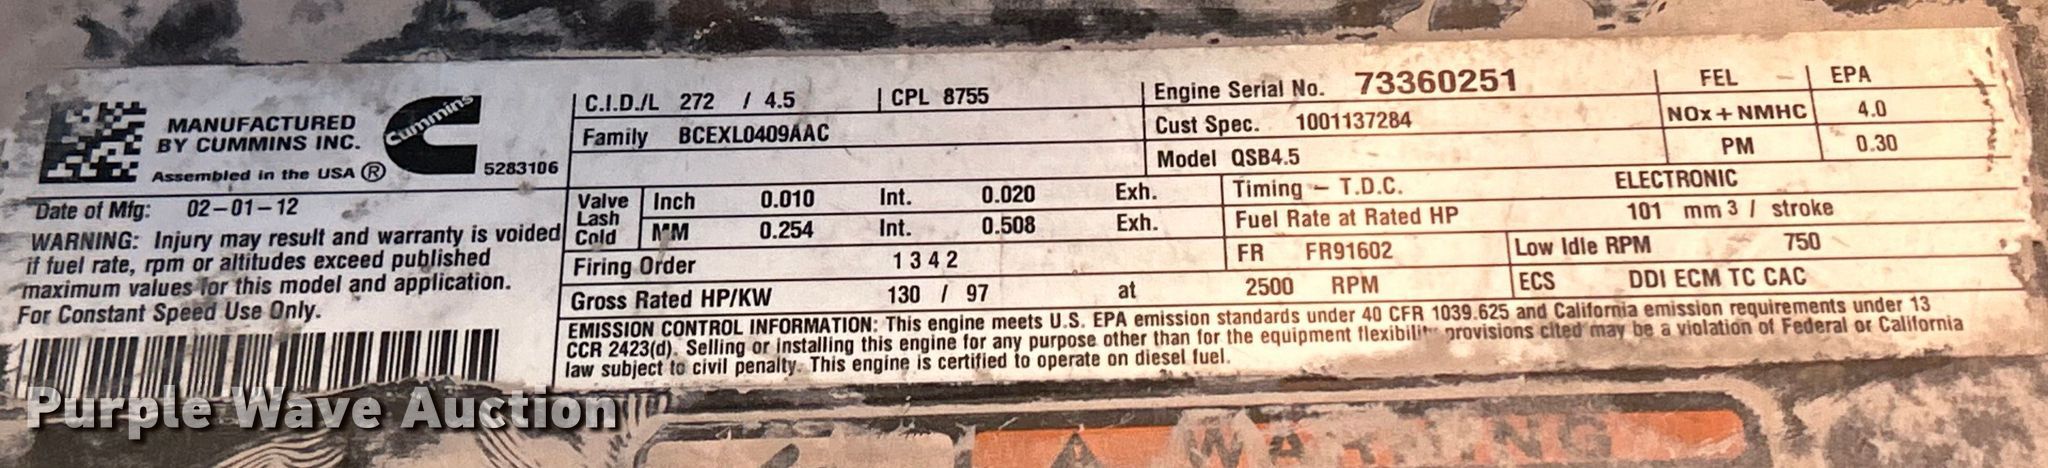 MANUFACTURED
BY CUMMINS INC.
Assembled in the USA ®
Cummins
5283106
Date of Mfg: 02-01-12
WARNING: Injury may result and warranty is voided
if fuel rate, rpm or altitudes exceed published
maximum values for this model and application.
For Constant Speed Use Only.
C.I.D./L 272 / 4.5 CPL 8755
Family BCEXL0409AAC
Engine Serial No. 73360251
Cust Spec. 1001137284
Model QSB4.5
FEL EPA
NOx+NMHC 4.0
PM 0.30
Valve Lash Cold
Inch 0.010 Int. 0.020 Exh.
MM 0.254 Int. 0.508 Exh.
Timing - T.D.C. ELECTRONIC
Fuel Rate at Rated HP 101 mm3 / stroke
Firing Order 1 3 4 2
FR FR91602 Low Idle RPM 750
Gross Rated HP/KW 130 / 97 at 2500 RPM
ECS DDI ECM TC CAC
EMISSION CONTROL INFORMATION: This engine meets U.S. EPA emission standards under 40 CFR 1039.625 and California emission requirements under 13
CCR 2423(d). Selling or installing this engine for any purpose other than for the equipment flexibility provisions cited may be a violation of Federal or California
law subject to civil penalty. This engine is certified to operate on diesel fuel.
Purple Wave Auction
WARNING